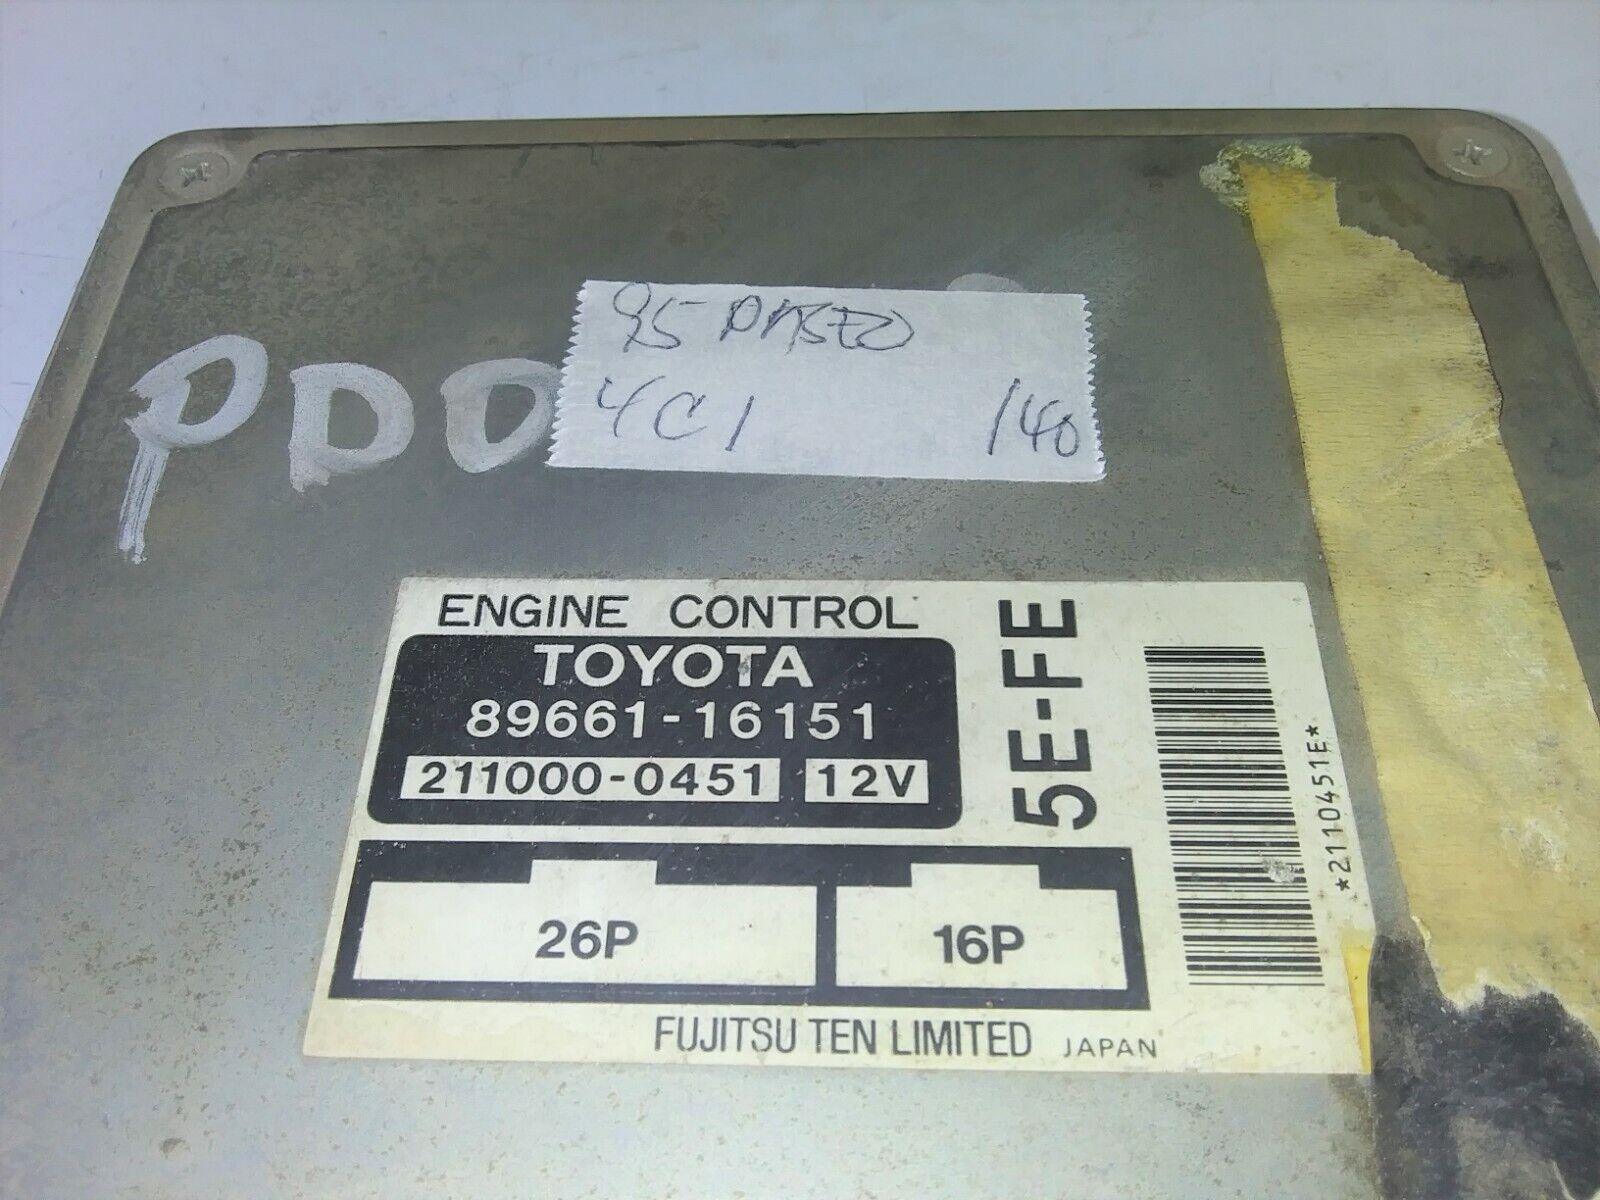 95 PASEO
4C1 140
PDD
ENGINE CONTROL
TOYOTA
89661-16151
211000-0451 12V
5E-FE
26P 16P
*2110451E*
FUJITSU TEN LIMITED JAPAN